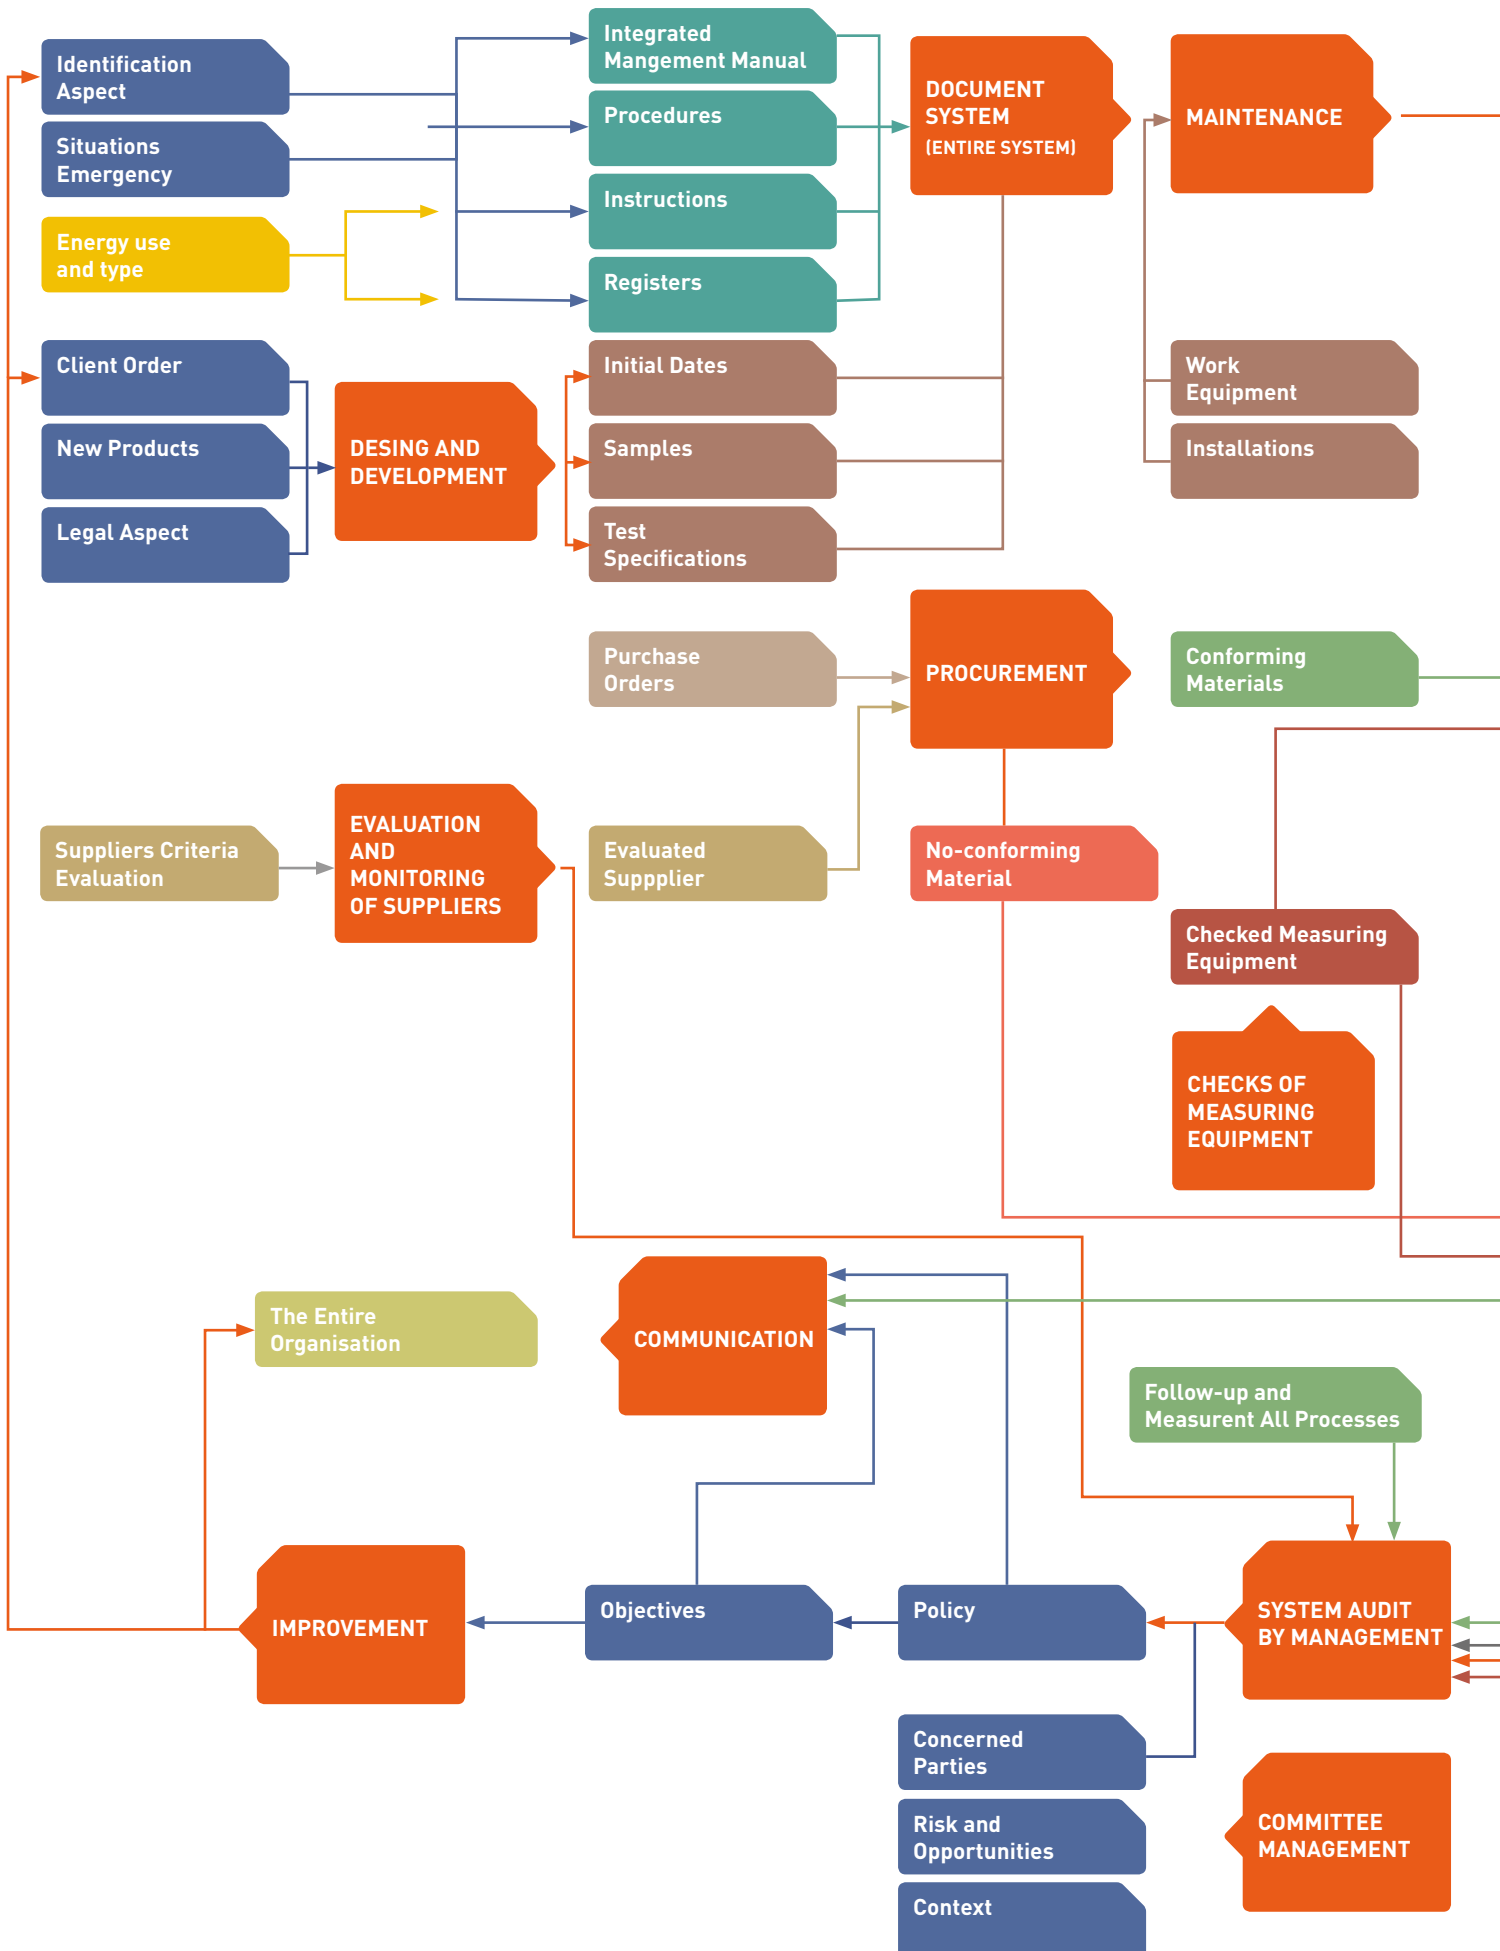 Identification
Aspect
Situations
Emergency
Energy use
and type
Integrated
Mangement Manual
Procedures
Instructions
Registers
DOCUMENT
SYSTEM
(ENTIRE SYSTEM)
MAINTENANCE
Client Order
New Products
Legal Aspect
DESING AND
DEVELOPMENT
Initial Dates
Samples
Test
Specifications
Work
Equipment
Installations
Purchase
Orders
PROCUREMENT
Conforming
Materials
Suppliers Criteria
Evaluation
EVALUATION
AND
MONITORING
OF SUPPLIERS
Evaluated
Suppplier
No-conforming
Material
Checked Measuring
Equipment
CHECKS OF
MEASURING
EQUIPMENT
The Entire
Organisation
COMMUNICATION
Follow-up and
Measurent All Processes
IMPROVEMENT
Objectives
Policy
SYSTEM AUDIT
BY MANAGEMENT
Concerned
Parties
Risk and
Opportunities
Context
COMMITTEE
MANAGEMENT